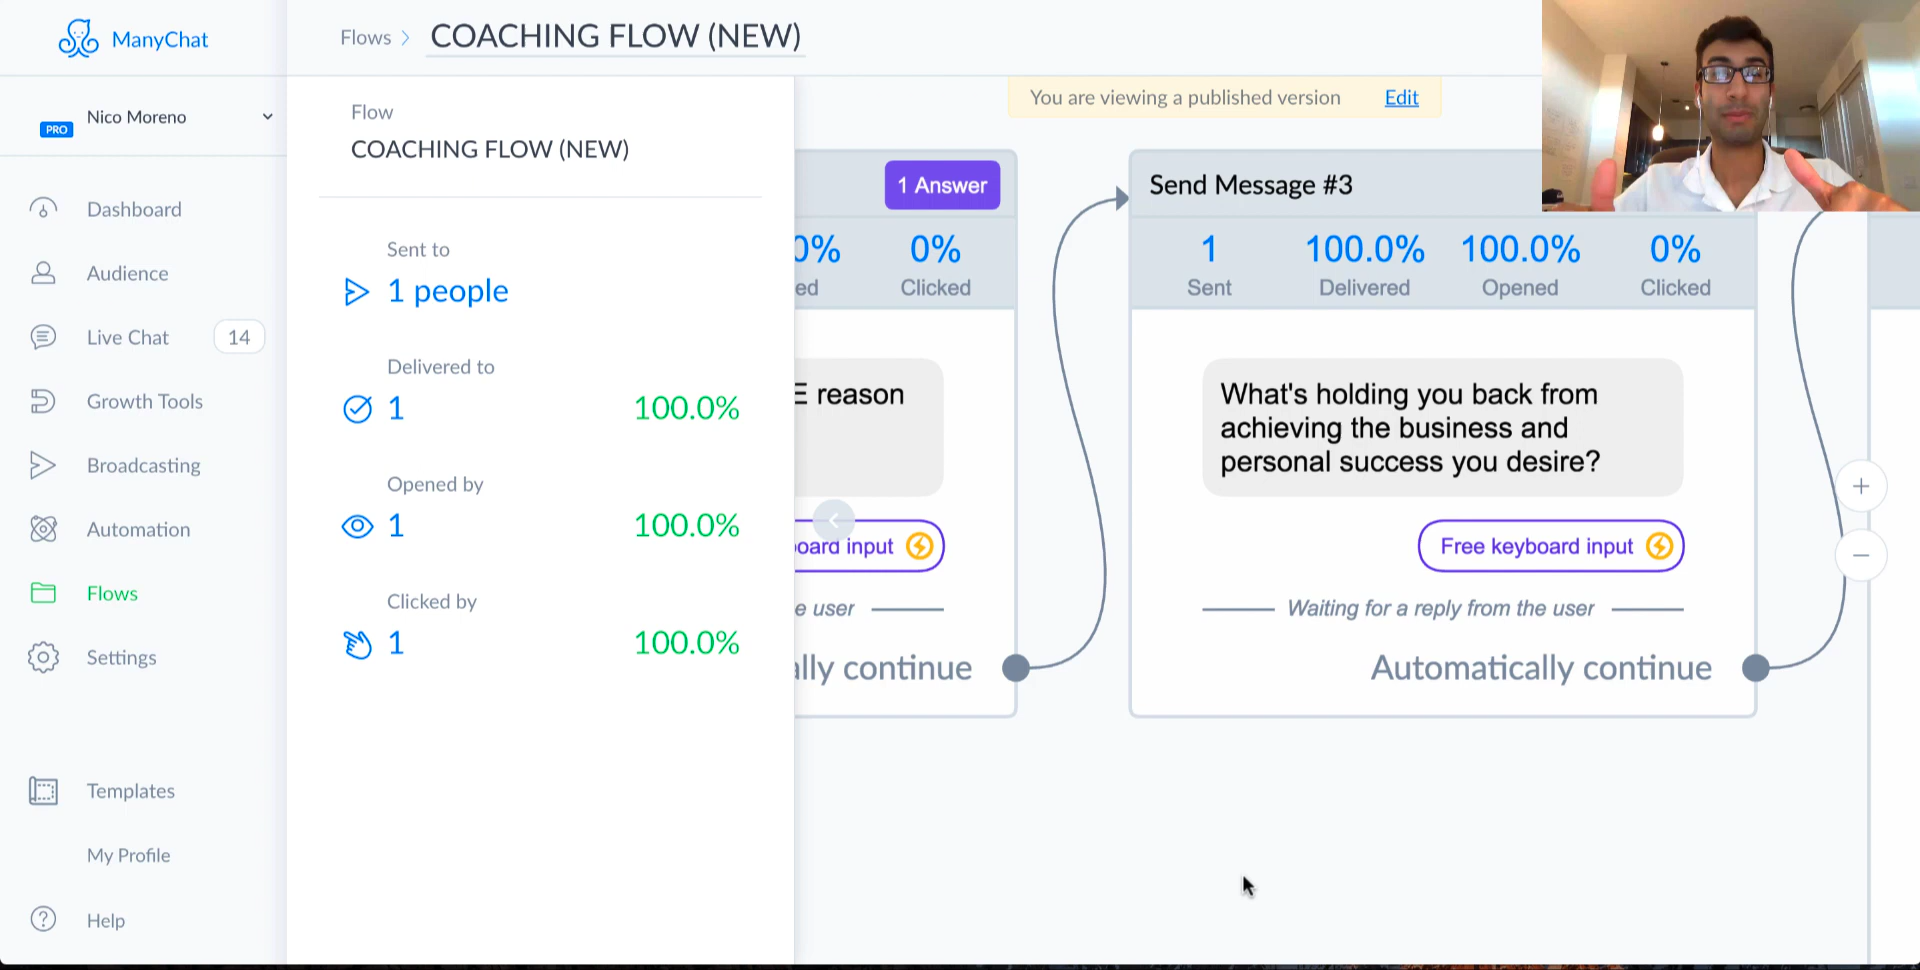 ManyChat
Nico Moreno
PRO
Dashboard
Audience
Live Chat 14
Growth Tools
Broadcasting
Automation
Flows
Settings
Templates
My Profile
Help
Flows COACHING FLOW (NEW)
Flow
COACHING FLOW (NEW)
Sent to
1 people
Delivered to
1 100.0%
Opened by
1 100.0%
Clicked by
1 100.0%
You are viewing a published version Edit
1 Answer
0% 0%
ed Clicked
E reason
oard input
e user
lly continue
Send Message #3
1 100.0% 100.0% 0%
Sent Delivered Opened Clicked
What's holding you back from
achieving the business and
personal success you desire?
Free keyboard input
Waiting for a reply from the user
Automatically continue